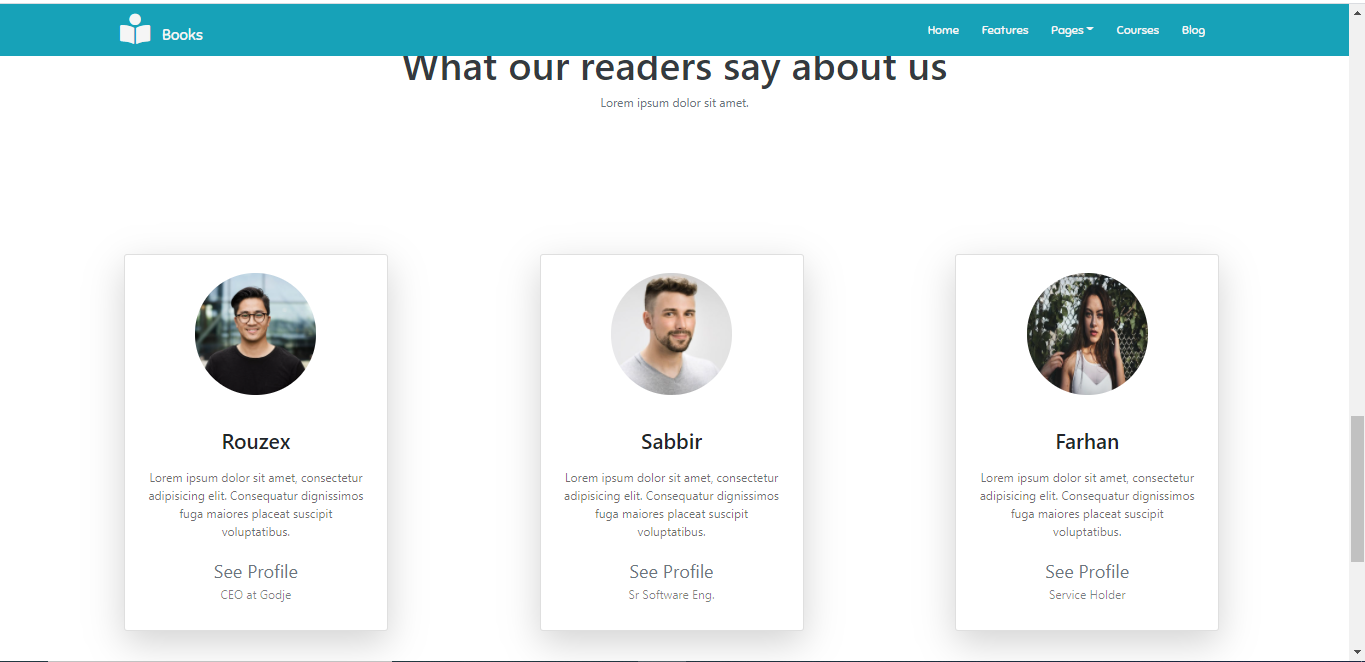 Books
Home Features Pages Courses Blog
What our readers say about us
Lorem ipsum dolor sit amet.
Rouzex
Lorem ipsum dolor sit amet, consectetur
adipisicing elit. Consequatur dignissimos
fuga maiores placeat suscipit
voluptatibus.
See Profile
CEO at Godje
Sabbir
Lorem ipsum dolor sit amet, consectetur
adipisicing elit. Consequatur dignissimos
fuga maiores placeat suscipit
voluptatibus.
See Profile
Sr Software Eng.
Farhan
Lorem ipsum dolor sit amet, consectetur
adipisicing elit. Consequatur dignissimos
fuga maiores placeat suscipit
voluptatibus.
See Profile
Service Holder